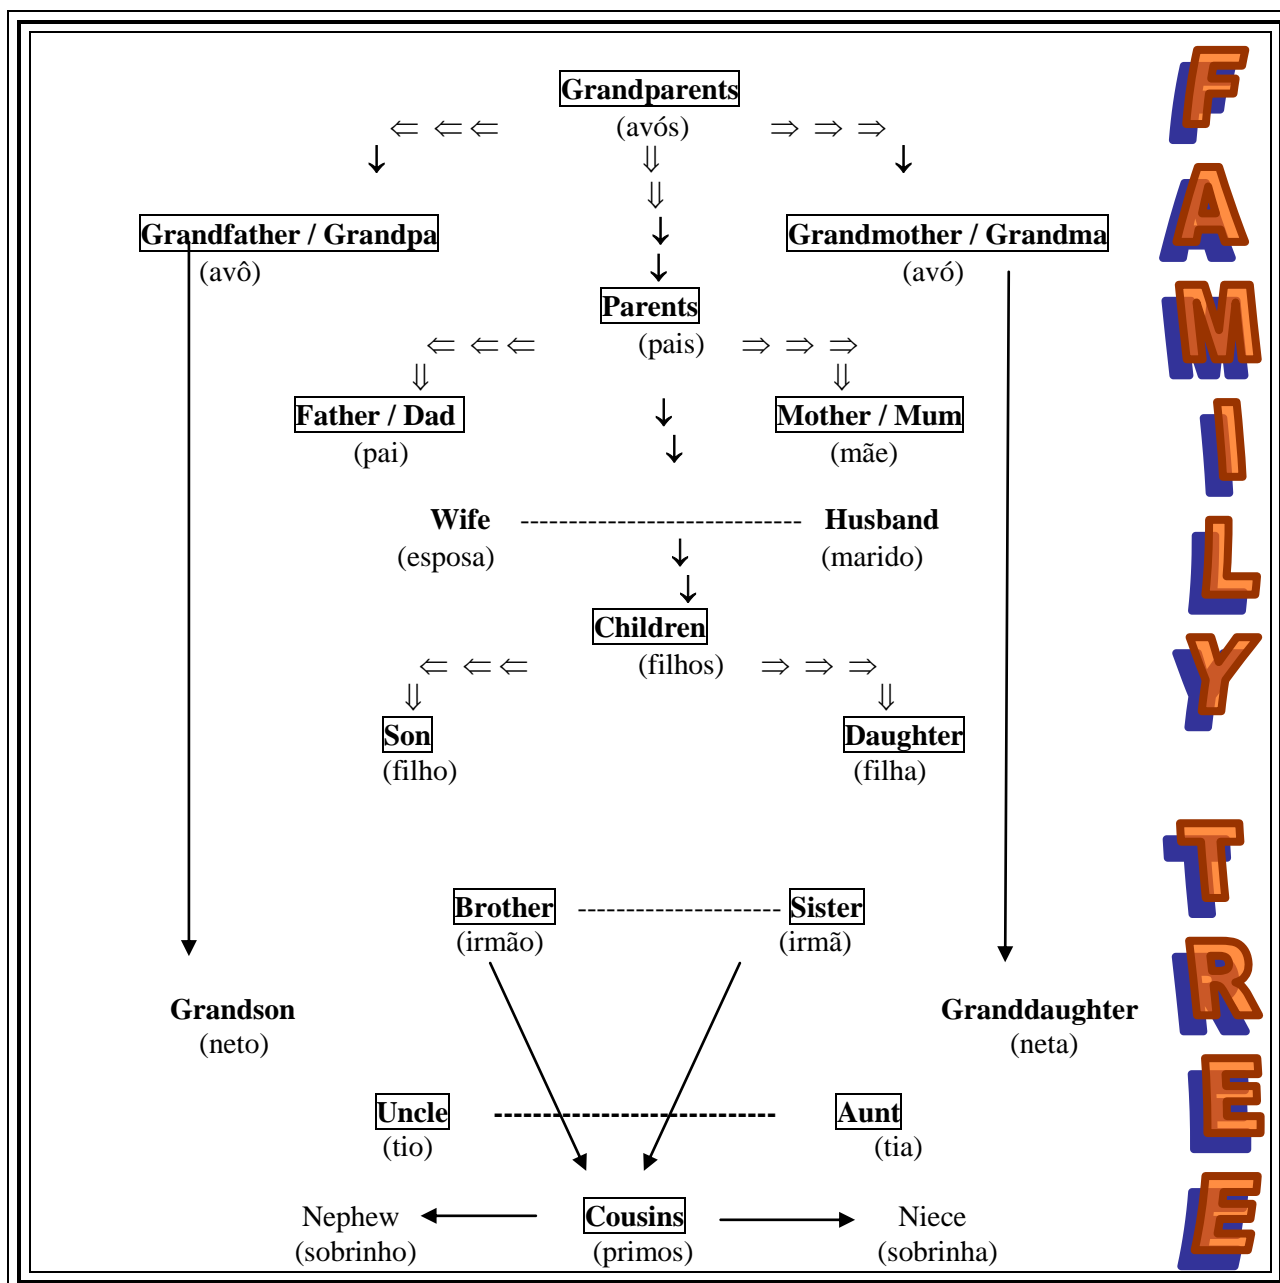 Grandparents
(avós)
Grandfather / Grandpa
Grandmother / Grandma
(avô)
(avó)
Parents
(pais)
Father / Dad
Mother / Mum
(pai)
(mãe)
Wife ----------------------------- Husband
(esposa)
(marido)
Children
(filhos)
Son
Daughter
(filho)
(filha)
Brother --------------------- Sister
(irmão)
(irmã)
Grandson
Granddaughter
(neto)
(neta)
Uncle ----------------------------- Aunt
(tio)
(tia)
Nephew
Cousins
Niece
(sobrinho)
(primos)
(sobrinha)
FAMILY TREE